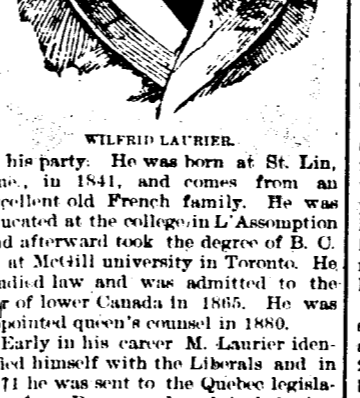 WILFRID LAURIER.
his party. He was born at St. Lin,
ne., in 1841, and comes from an
cellent old French family. He was
ucated at the college in L'Assomption
d afterward took the degree of B. C.
at McGill university in Toronto. He
udied law and was admitted to the
r of lower Canada in 1865. He was
pointed queen's counsel in 1880.
Early in his career M. Laurier iden-
fied himself with the Liberals and in
71 he was sent to the Quebec legisla-